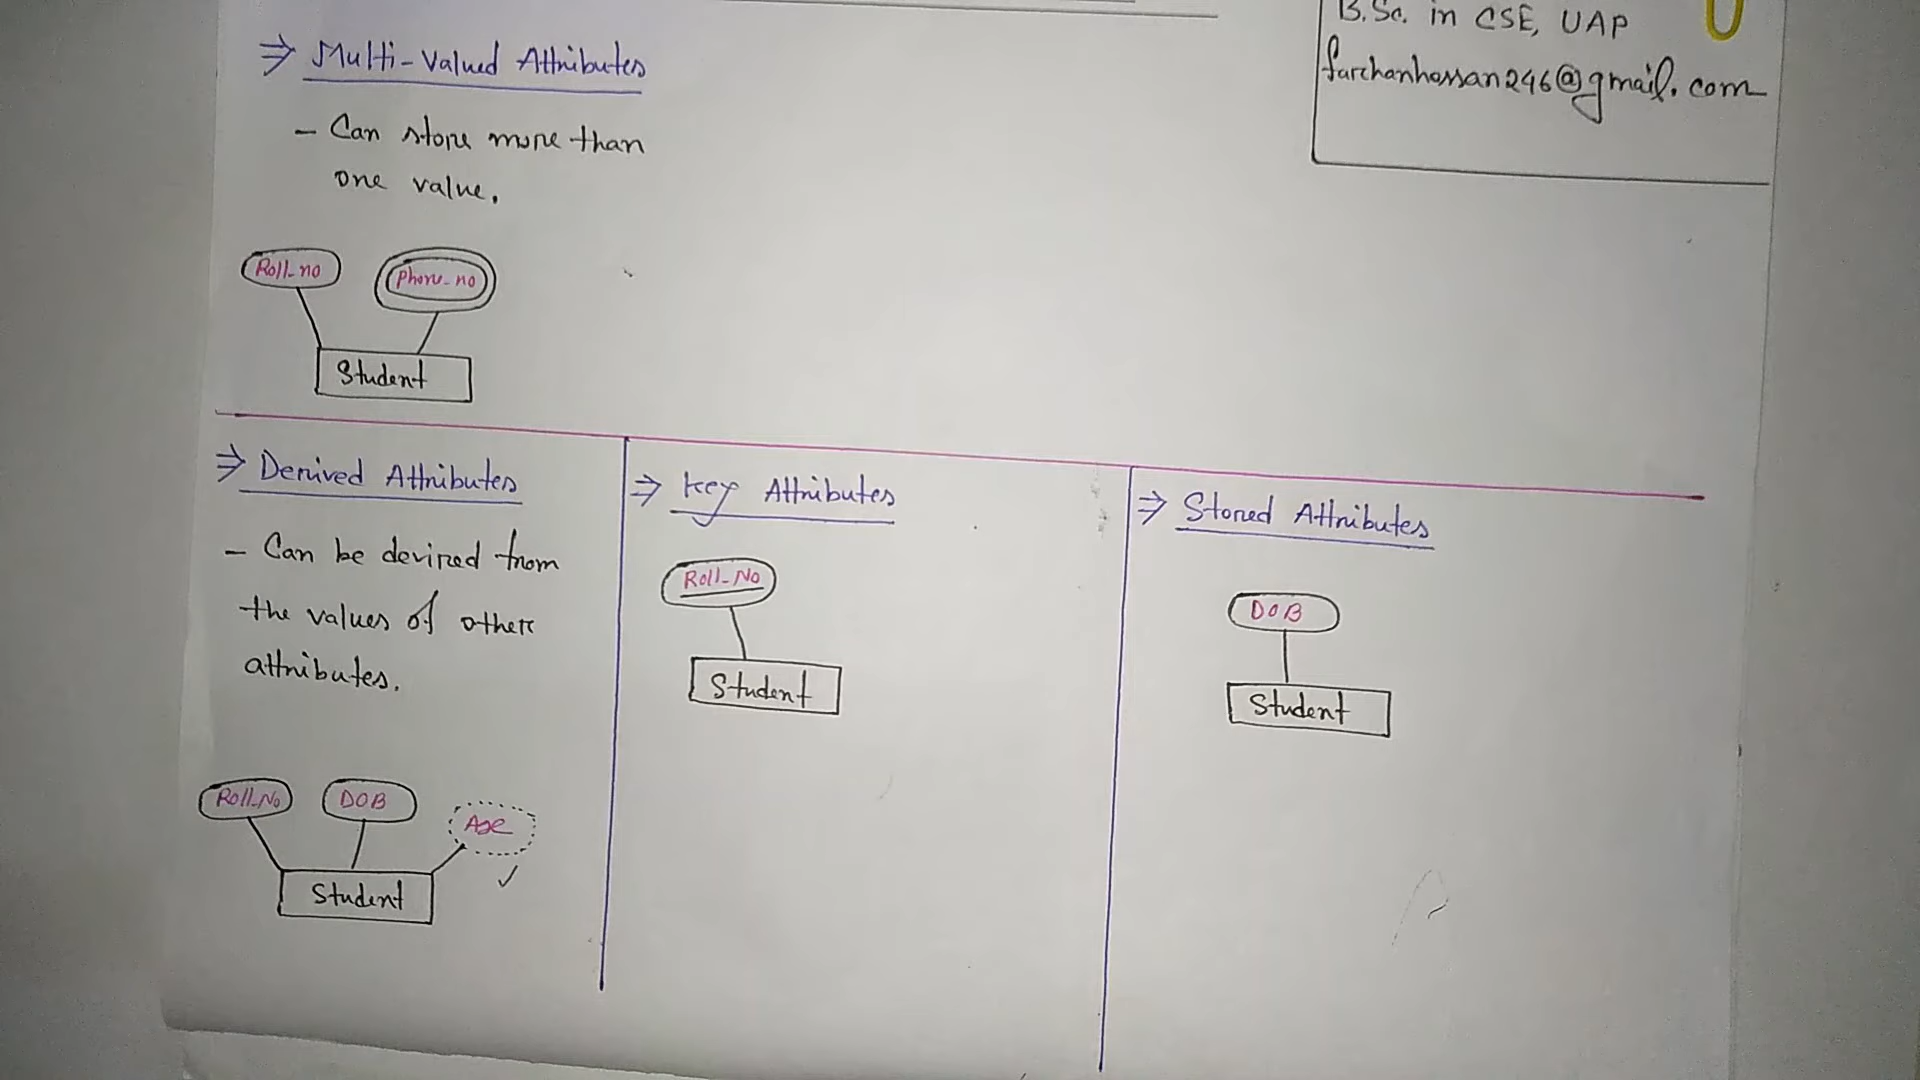 B.Sc. in CSE, UAP
farhanhossan246@gmail.com
⇒ Multi-Valued Attributes
- Can store more than
one value.
Roll_no
Phone_no
Student
⇒ Derived Attributes
- Can be devired from
the values of other
attributes.
Roll_No
DOB
Age
Student
⇒ Key Attributes
Roll_No
Student
⇒ Stored Attributes
DOB
Student